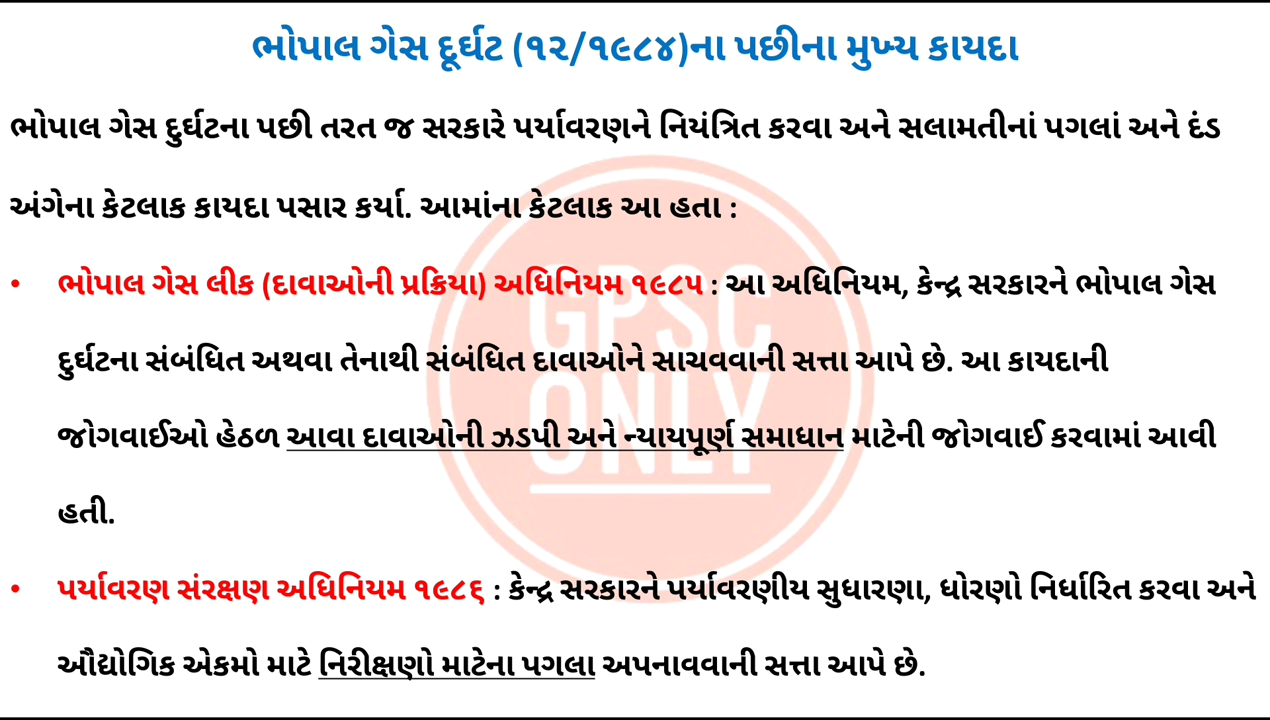 ભોપાલ ગેસ દૂર્ઘટ (૧૨/૧૯૮૪)ના પછીના મુખ્ય કાયદા
ભોપાલ ગેસ દુર્ઘટના પછી તરત જ સરકારે પર્યાવરણને નિયંત્રિત કરવા અને સલામતીનાં પગલાં અને દંડ
અંગેના કેટલાક કાયદા પસાર કર્યા. આમાંના કેટલાક આ હતા :
• ભોપાલ ગેસ લીક (દાવાઓની પ્રક્રિયા) અધિનિયમ ૧૯૮૫ : આ અધિનિયમ, કેન્દ્ર સરકારને ભોપાલ ગેસ
દુર્ઘટના સંબંધિત અથવા તેનાથી સંબંધિત દાવાઓને સાચવવાની સત્તા આપે છે. આ કાયદાની
જોગવાઈઓ હેઠળ આવા દાવાઓની ઝડપી અને ન્યાયપૂર્ણ સમાધાન માટેની જોગવાઈ કરવામાં આવી
હતી.
• પર્યાવરણ સંરક્ષણ અધિનિયમ ૧૯૮૬ : કેન્દ્ર સરકારને પર્યાવરણીય સુધારણા, ધોરણો નિર્ધારિત કરવા અને
ઔદ્યોગિક એકમો માટે નિરીક્ષણો માટેના પગલા અપનાવવાની સત્તા આપે છે.
GPSC
ONLY